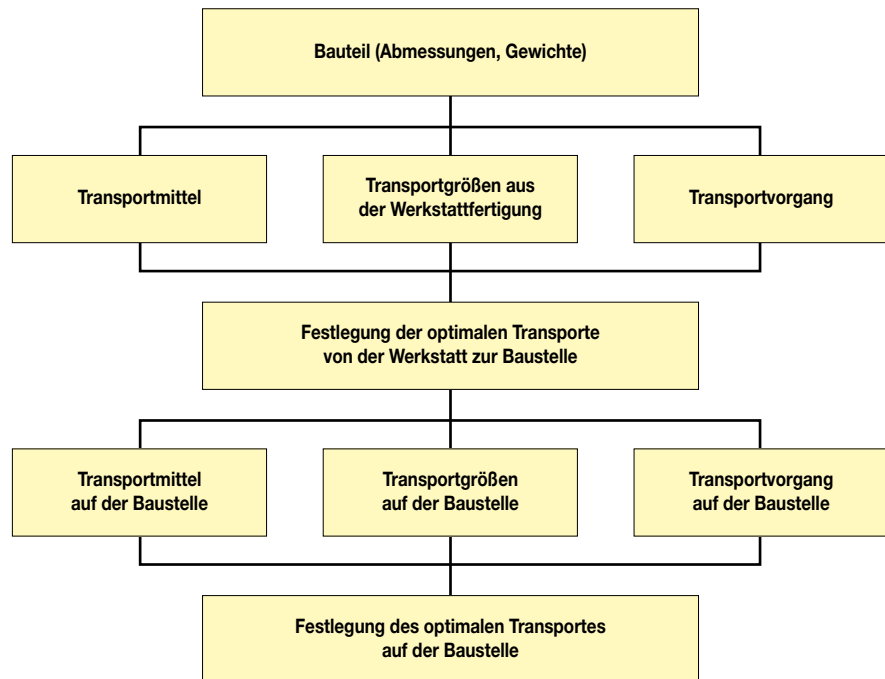 Bauteil (Abmessungen, Gewichte)
Transportmittel
Transportgrößen aus
der Werkstattfertigung
Transportvorgang
Festlegung der optimalen Transporte
von der Werkstatt zur Baustelle
Transportmittel
auf der Baustelle
Transportgrößen
auf der Baustelle
Transportvorgang
auf der Baustelle
Festlegung des optimalen Transportes
auf der Baustelle